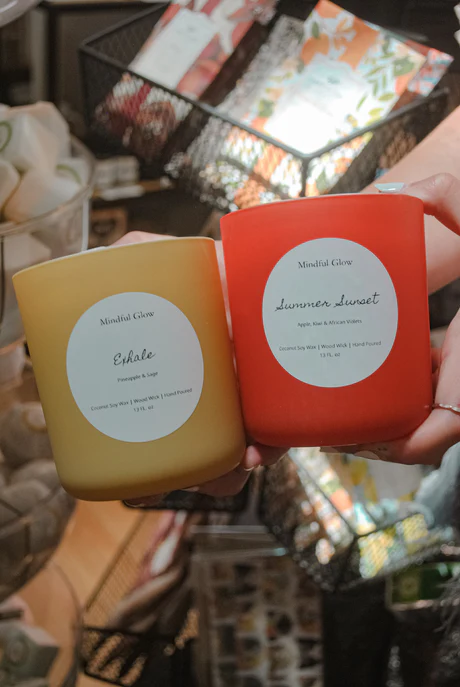 Mindful Glow
Exhale
Pineapple & Sage
Coconut Soy Wax | Wood Wick | Hand Poured
13 fl. oz
Mindful Glow
Summer Sunset
Apple, Kiwi & African Violets
Coconut Soy Wax | Wood Wick | Hand Poured
13 fl. oz